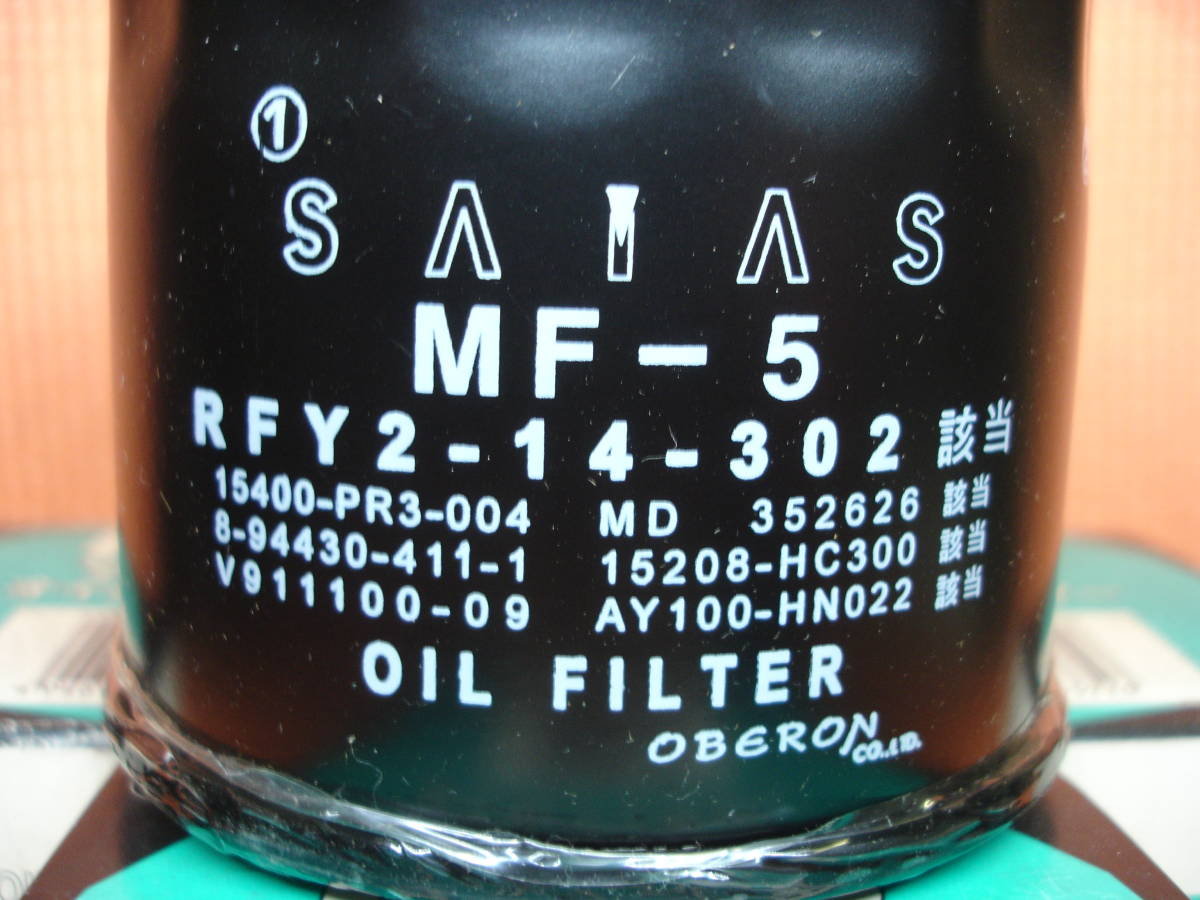 ①
SAMAS
MF-5
RFY2-14-302 該当
15400-PR3-004 MD 352626 該当
8-94430-411-1 15208-HC300 該当
V911100-09 AY100-HN022 該当
OIL FILTER
OBERON CO.,LTD.